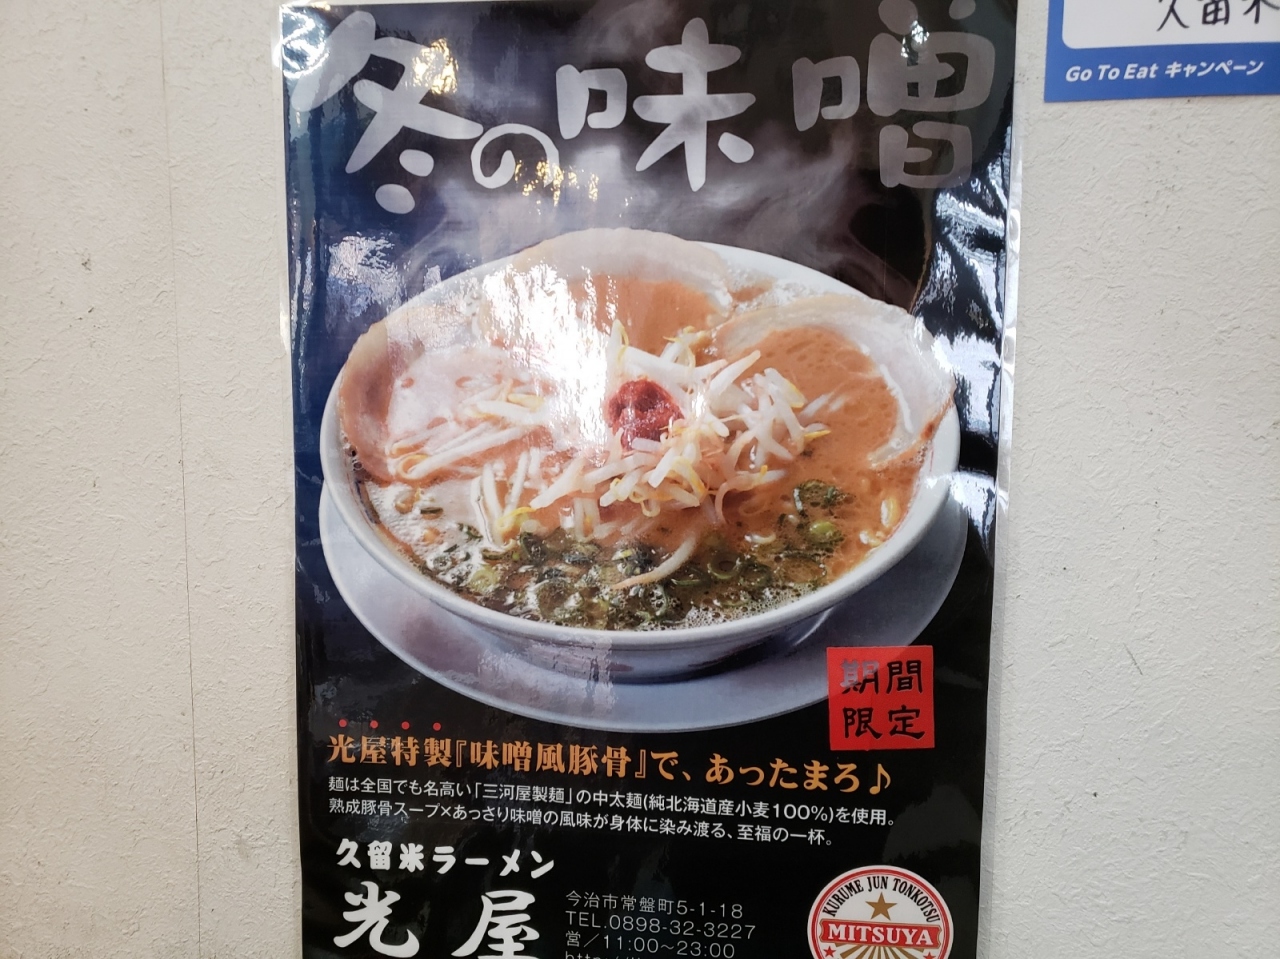 久留米
Go To Eat キャンペーン
冬の味噌
期間
限定
光屋特製『味噌風豚骨』で、あったまろ♪
麺は全国でも名高い「三河屋製麺」の中太麺(純北海道産小麦100%)を使用。
熟成豚骨スープ×あっさり味噌の風味が身体に染み渡る、至福の一杯。
久留米ラーメン
光屋
今治市常盤町5-1-18
TEL.0898-32-3227
営／11:00〜23:00
KURUME JUN TONKOTSU
MITSUYA